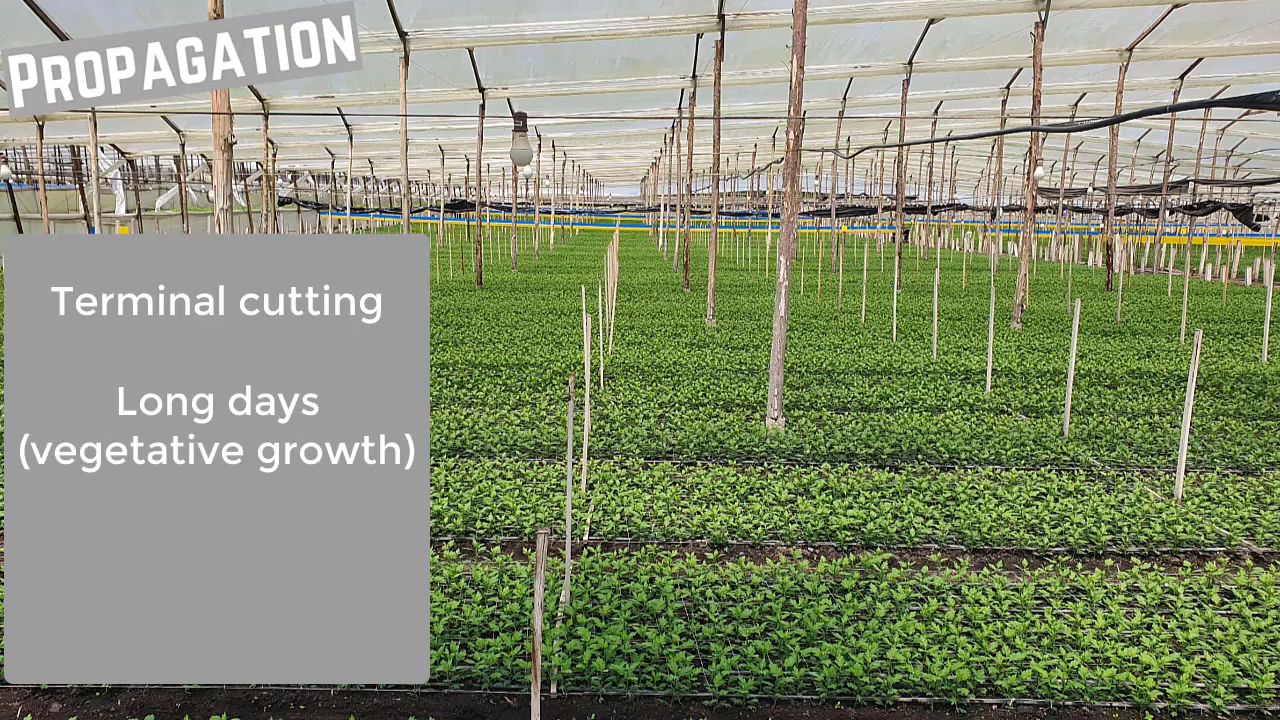 PROPAGATION
Terminal cutting
Long days
(vegetative growth)